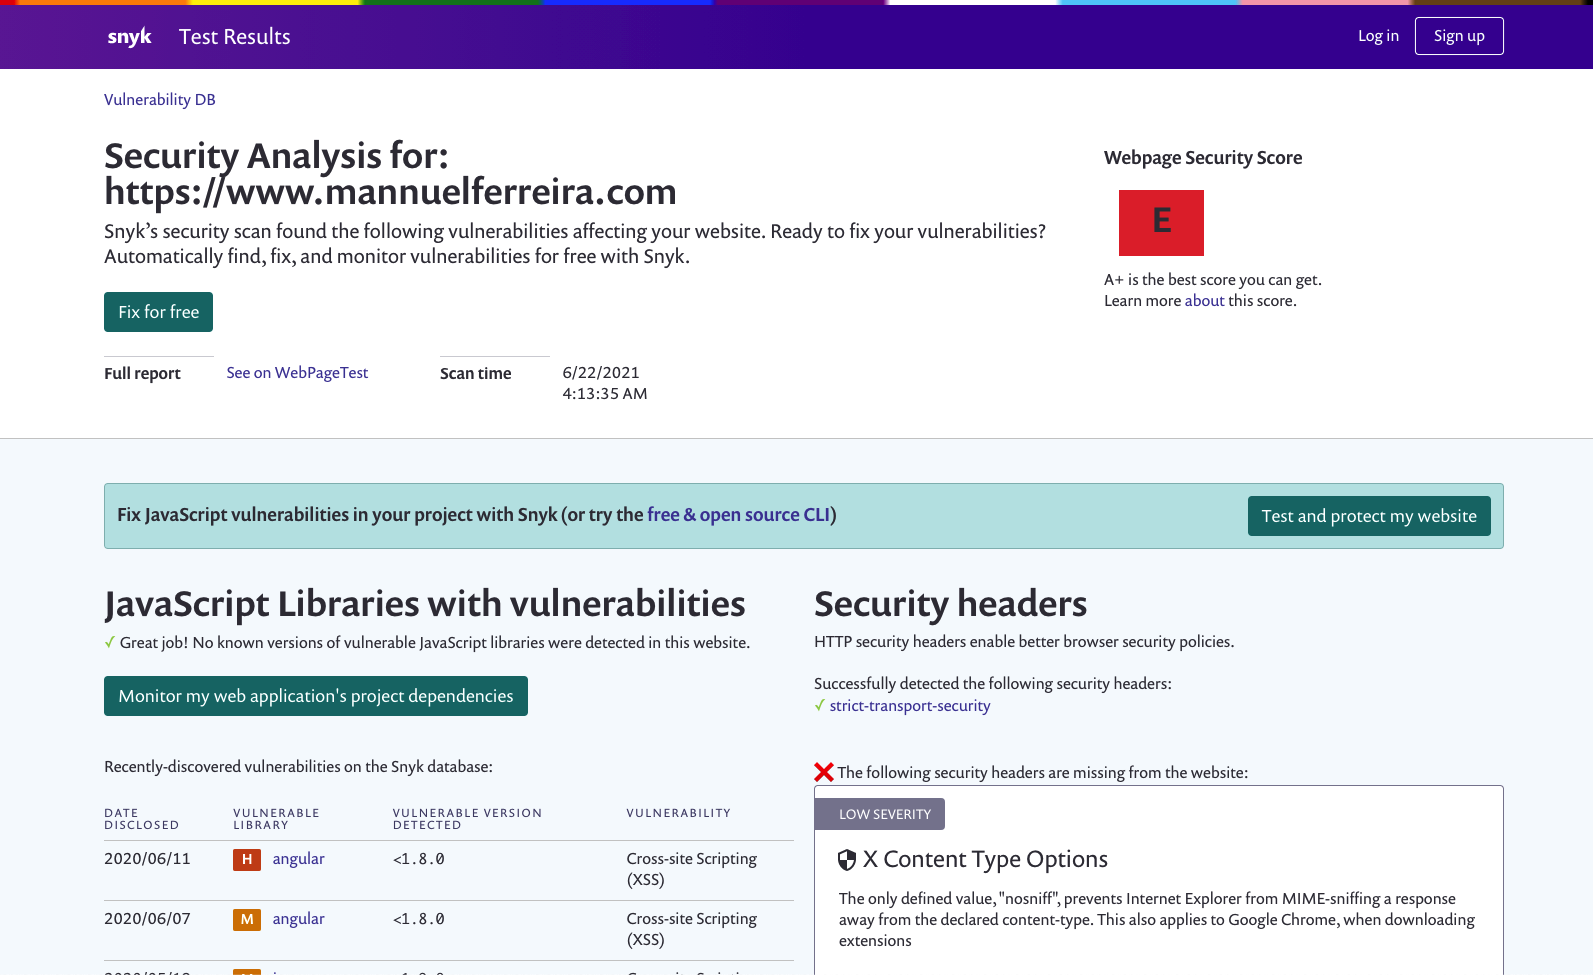 snyk Test Results
Log in
Sign up
Vulnerability DB
Security Analysis for:
https://www.mannuelferreira.com
Snyk’s security scan found the following vulnerabilities affecting your website. Ready to fix your vulnerabilities?
Automatically find, fix, and monitor vulnerabilities for free with Snyk.
Fix for free
Full report
See on WebPageTest
Scan time
6/22/2021
4:13:35 AM
Webpage Security Score
E
A+ is the best score you can get.
Learn more about this score.
Fix JavaScript vulnerabilities in your project with Snyk (or try the free & open source CLI)
Test and protect my website
JavaScript Libraries with vulnerabilities
✓ Great job! No known versions of vulnerable JavaScript libraries were detected in this website.
Monitor my web application's project dependencies
Recently-discovered vulnerabilities on the Snyk database:
DATE DISCLOSED
VULNERABLE LIBRARY
VULNERABLE VERSION DETECTED
VULNERABILITY
2020/06/11 H angular <1.8.0 Cross-site Scripting
(XSS)
2020/06/07 M angular <1.8.0 Cross-site Scripting
(XSS)
Security headers
HTTP security headers enable better browser security policies.
Successfully detected the following security headers:
✓ strict-transport-security
❌ The following security headers are missing from the website:
LOW SEVERITY
X Content Type Options
The only defined value, "nosniff", prevents Internet Explorer from MIME-sniffing a response
away from the declared content-type. This also applies to Google Chrome, when downloading
extensions